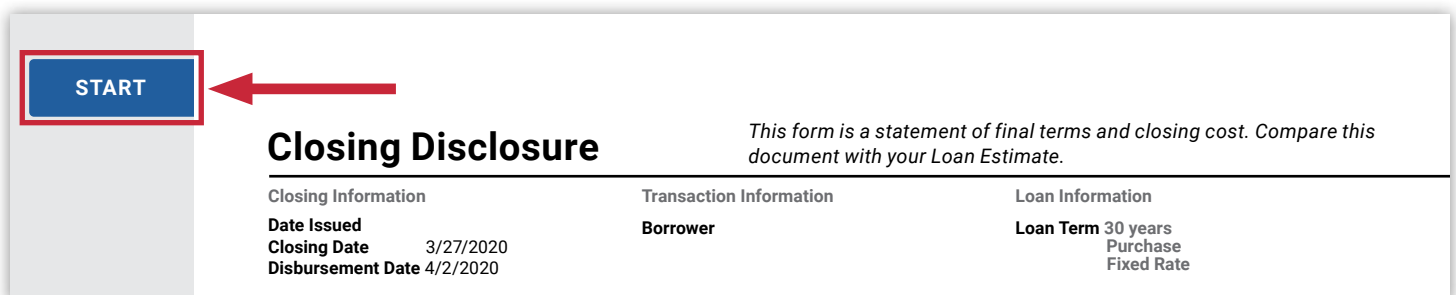 START
Closing Disclosure
This form is a statement of final terms and closing cost. Compare this
document with your Loan Estimate.
Closing Information
Date Issued
Closing Date 3/27/2020
Disbursement Date 4/2/2020
Transaction Information
Borrower
Loan Information
Loan Term 30 years
Purchase
Fixed Rate